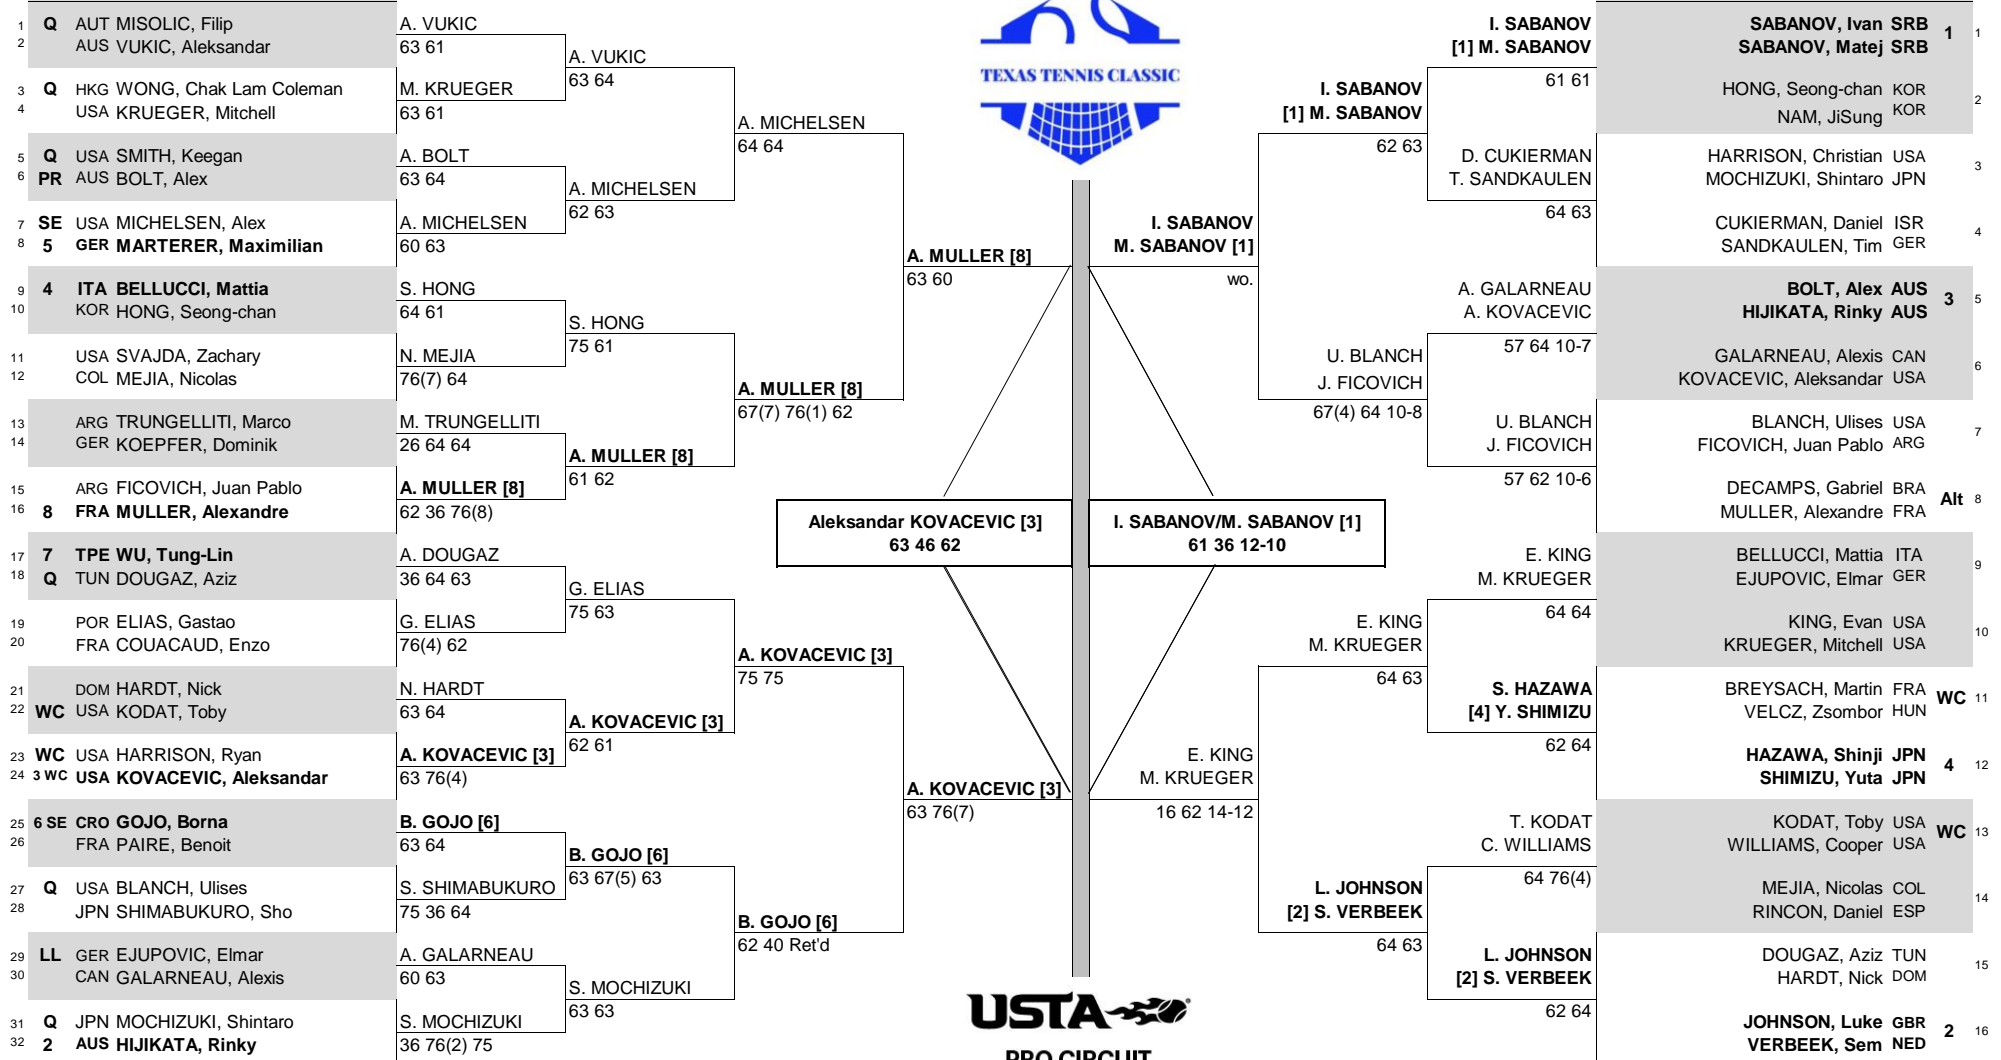 1 Q AUT MISOLIC, Filip
2 AUS VUKIC, Aleksandar
3 Q HKG WONG, Chak Lam Coleman
4 USA KRUEGER, Mitchell
5 Q USA SMITH, Keegan
6 PR AUS BOLT, Alex
7 SE USA MICHELSEN, Alex
8 5 GER MARTERER, Maximilian
9 4 ITA BELLUCCI, Mattia
10 KOR HONG, Seong-chan
11 USA SVAJDA, Zachary
12 COL MEJIA, Nicolas
13 ARG TRUNGELLITI, Marco
14 GER KOEPFER, Dominik
15 ARG FICOVICH, Juan Pablo
16 8 FRA MULLER, Alexandre
17 7 TPE WU, Tung-Lin
18 Q TUN DOUGAZ, Aziz
19 POR ELIAS, Gastao
20 FRA COUACAUD, Enzo
21 DOM HARDT, Nick
22 WC USA KODAT, Toby
23 WC USA HARRISON, Ryan
24 3 WC USA KOVACEVIC, Aleksandar
25 6 SE CRO GOJO, Borna
26 FRA PAIRE, Benoit
27 Q USA BLANCH, Ulises
28 JPN SHIMABUKURO, Sho
29 LL GER EJUPOVIC, Elmar
30 CAN GALARNEAU, Alexis
31 Q JPN MOCHIZUKI, Shintaro
32 2 AUS HIJIKATA, Rinky
A. VUKIC
63 61
M. KRUEGER
63 61
A. BOLT
63 64
A. MICHELSEN
60 63
S. HONG
64 61
N. MEJIA
76(7) 64
M. TRUNGELLITI
26 64 64
A. MULLER [8]
62 36 76(8)
A. DOUGAZ
36 64 63
G. ELIAS
76(4) 62
N. HARDT
63 64
A. KOVACEVIC [3]
63 76(4)
B. GOJO [6]
63 64
S. SHIMABUKURO
75 36 64
A. GALARNEAU
60 63
S. MOCHIZUKI
36 76(2) 75
A. VUKIC
63 64
A. MICHELSEN
62 63
S. HONG
75 61
A. MULLER [8]
61 62
G. ELIAS
75 63
A. KOVACEVIC [3]
62 61
B. GOJO [6]
63 67(5) 63
S. MOCHIZUKI
63 63
A. MICHELSEN
64 64
A. MULLER [8]
67(7) 76(1) 62
A. KOVACEVIC [3]
75 75
B. GOJO [6]
62 40 Ret'd
A. MULLER [8]
63 60
A. KOVACEVIC [3]
63 76(7)
Aleksandar KOVACEVIC [3]
63 46 62
TEXAS TENNIS CLASSIC
I. SABANOV/M. SABANOV [1]
61 36 12-10
USTA
PRO CIRCUIT
I. SABANOV
M. SABANOV [1]
wo.
E. KING
M. KRUEGER
16 62 14-12
I. SABANOV
[1] M. SABANOV
62 63
U. BLANCH
J. FICOVICH
67(4) 64 10-8
E. KING
M. KRUEGER
64 63
L. JOHNSON
[2] S. VERBEEK
64 63
I. SABANOV
[1] M. SABANOV
61 61
D. CUKIERMAN
T. SANDKAULEN
64 63
A. GALARNEAU
A. KOVACEVIC
57 64 10-7
U. BLANCH
J. FICOVICH
57 62 10-6
E. KING
M. KRUEGER
64 64
S. HAZAWA
[4] Y. SHIMIZU
62 64
T. KODAT
C. WILLIAMS
64 76(4)
L. JOHNSON
[2] S. VERBEEK
62 64
SABANOV, Ivan SRB 1 1
SABANOV, Matej SRB
HONG, Seong-chan KOR 2
NAM, JiSung KOR
HARRISON, Christian USA 3
MOCHIZUKI, Shintaro JPN
CUKIERMAN, Daniel ISR 4
SANDKAULEN, Tim GER
BOLT, Alex AUS 3 5
HIJIKATA, Rinky AUS
GALARNEAU, Alexis CAN 6
KOVACEVIC, Aleksandar USA
BLANCH, Ulises USA 7
FICOVICH, Juan Pablo ARG
DECAMPS, Gabriel BRA Alt 8
MULLER, Alexandre FRA
BELLUCCI, Mattia ITA 9
EJUPOVIC, Elmar GER
KING, Evan USA 10
KRUEGER, Mitchell USA
BREYSACH, Martin FRA WC 11
VELCZ, Zsombor HUN
HAZAWA, Shinji JPN 4 12
SHIMIZU, Yuta JPN
KODAT, Toby USA WC 13
WILLIAMS, Cooper USA
MEJIA, Nicolas COL 14
RINCON, Daniel ESP
DOUGAZ, Aziz TUN 15
HARDT, Nick DOM
JOHNSON, Luke GBR 2 16
VERBEEK, Sem NED